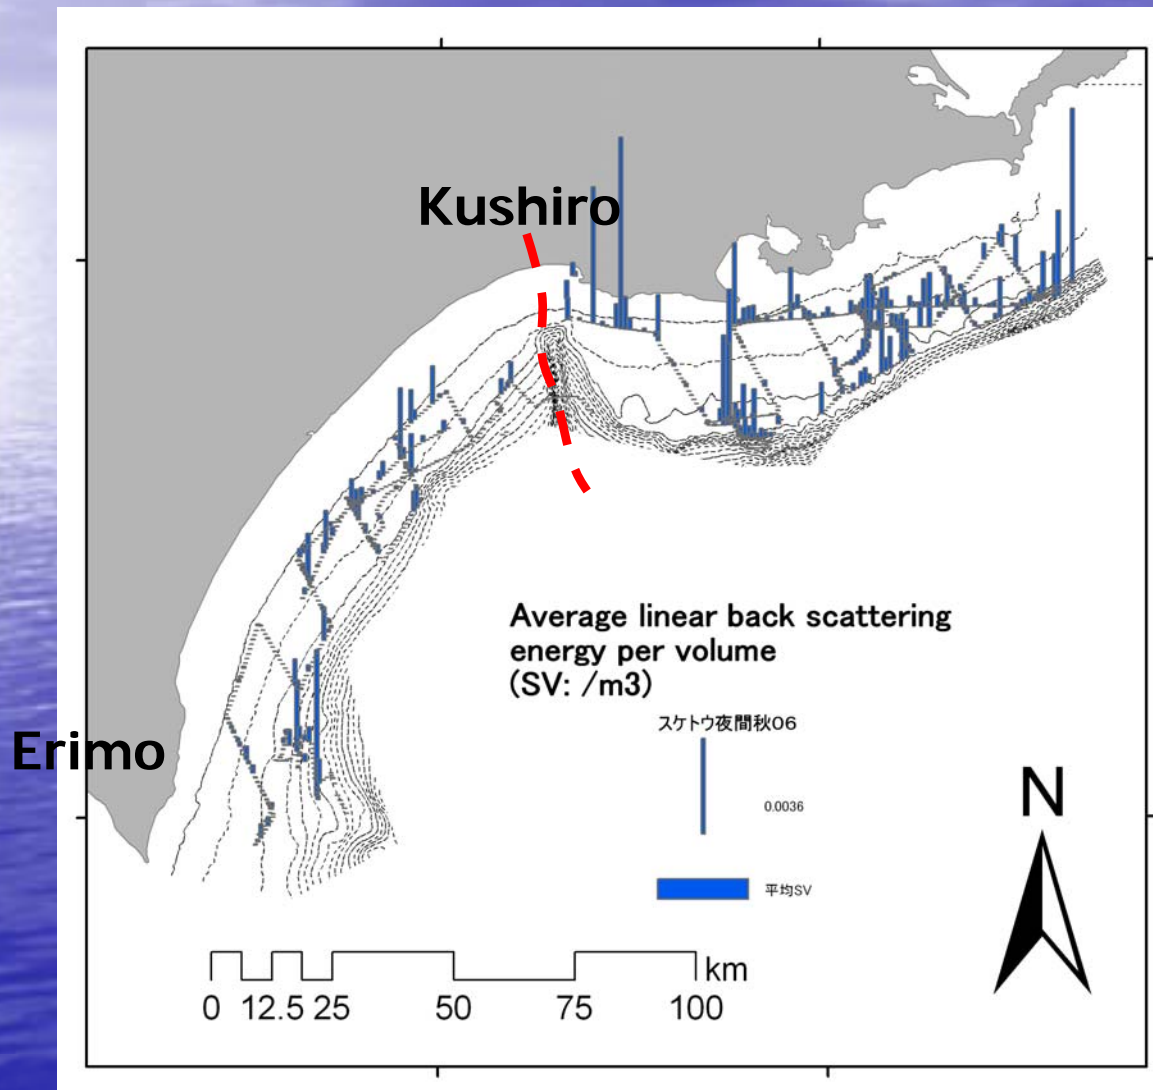 Kushiro
Average linear back scattering
energy per volume
(SV: /m3)
スケトウ夜間秋06
Erimo
0.0036
N
平均SV
km
0 12.5 25 50 75 100